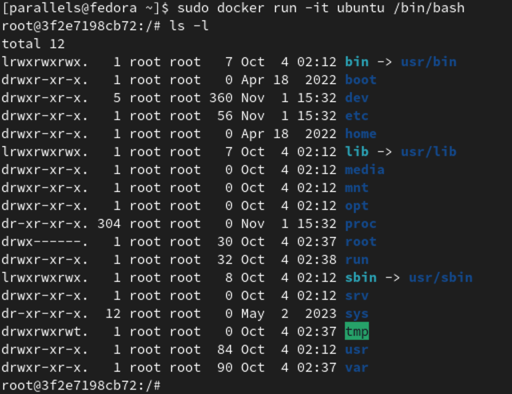 [parallels@fedora ~]$ sudo docker run -it ubuntu /bin/bash
root@3f2e7198cb72:/# ls -l
total 12
lrwxrwxrwx.   1 root root   7 Oct  4 02:12 bin -> usr/bin
drwxr-xr-x.   1 root root   0 Apr 18  2022 boot
drwxr-xr-x.   5 root root 360 Nov  1 15:32 dev
drwxr-xr-x.   1 root root  56 Nov  1 15:32 etc
drwxr-xr-x.   1 root root   0 Apr 18  2022 home
lrwxrwxrwx.   1 root root   7 Oct  4 02:12 lib -> usr/lib
drwxr-xr-x.   1 root root   0 Oct  4 02:12 media
drwxr-xr-x.   1 root root   0 Oct  4 02:12 mnt
drwxr-xr-x.   1 root root   0 Oct  4 02:12 opt
dr-xr-xr-x. 304 root root   0 Nov  1 15:32 proc
drwx------.   1 root root  30 Oct  4 02:37 root
drwxr-xr-x.   1 root root  32 Oct  4 02:38 run
lrwxrwxrwx.   1 root root   8 Oct  4 02:12 sbin -> usr/sbin
drwxr-xr-x.   1 root root   0 Oct  4 02:12 srv
dr-xr-xr-x.  12 root root   0 May  2  2023 sys
drwxrwxrwt.   1 root root   0 Oct  4 02:37 tmp
drwxr-xr-x.   1 root root  84 Oct  4 02:12 usr
drwxr-xr-x.   1 root root  90 Oct  4 02:37 var
root@3f2e7198cb72:/#